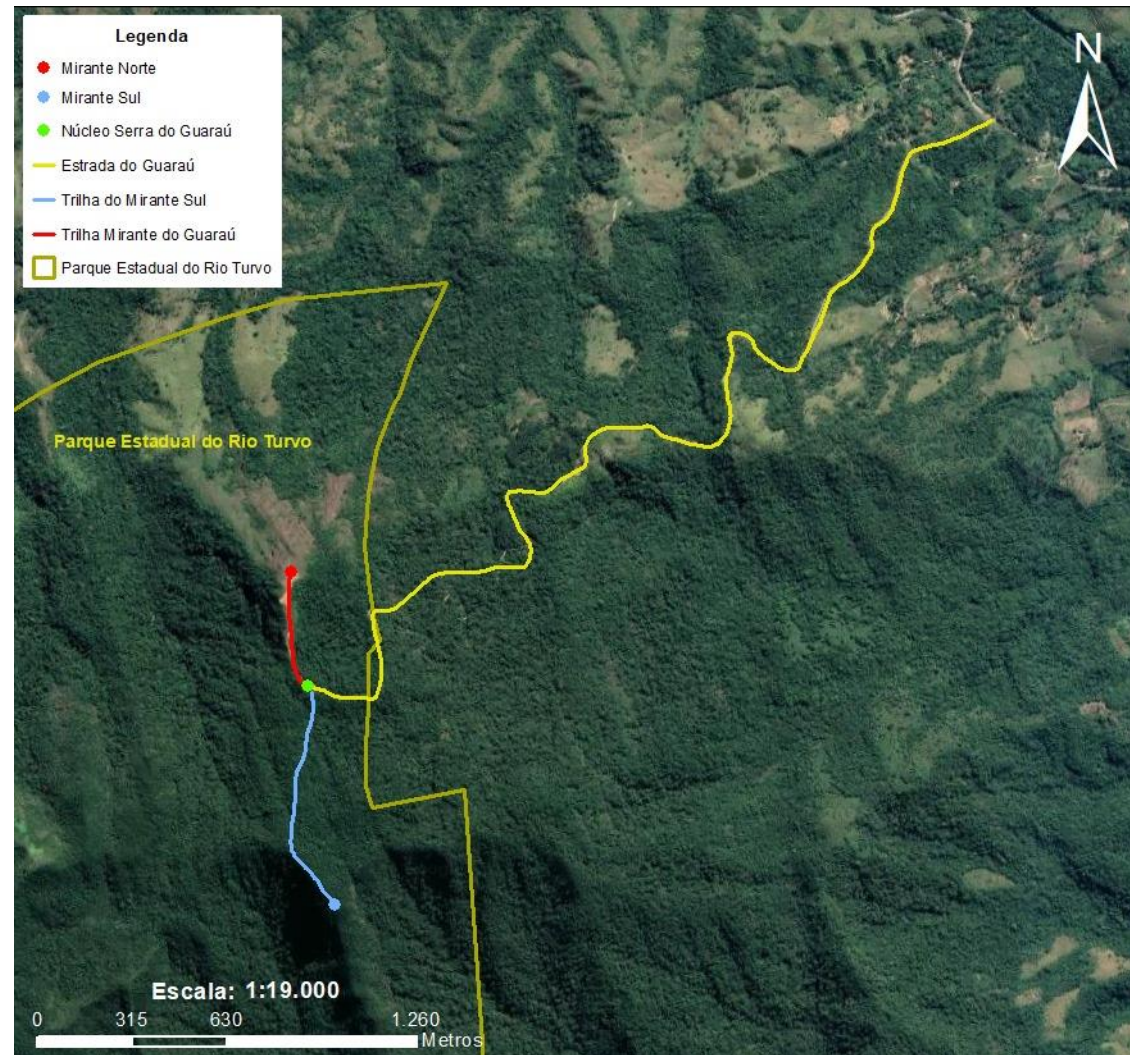 Legenda
Mirante Norte
Mirante Sul
Núcleo Serra do Guaraú
Estrada do Guaraú
Trilha do Mirante Sul
Trilha Mirante do Guaraú
Parque Estadual do Rio Turvo
N
Parque Estadual do Rio Turvo
Escala: 1:19.000
0 315 630 1.260
Metros